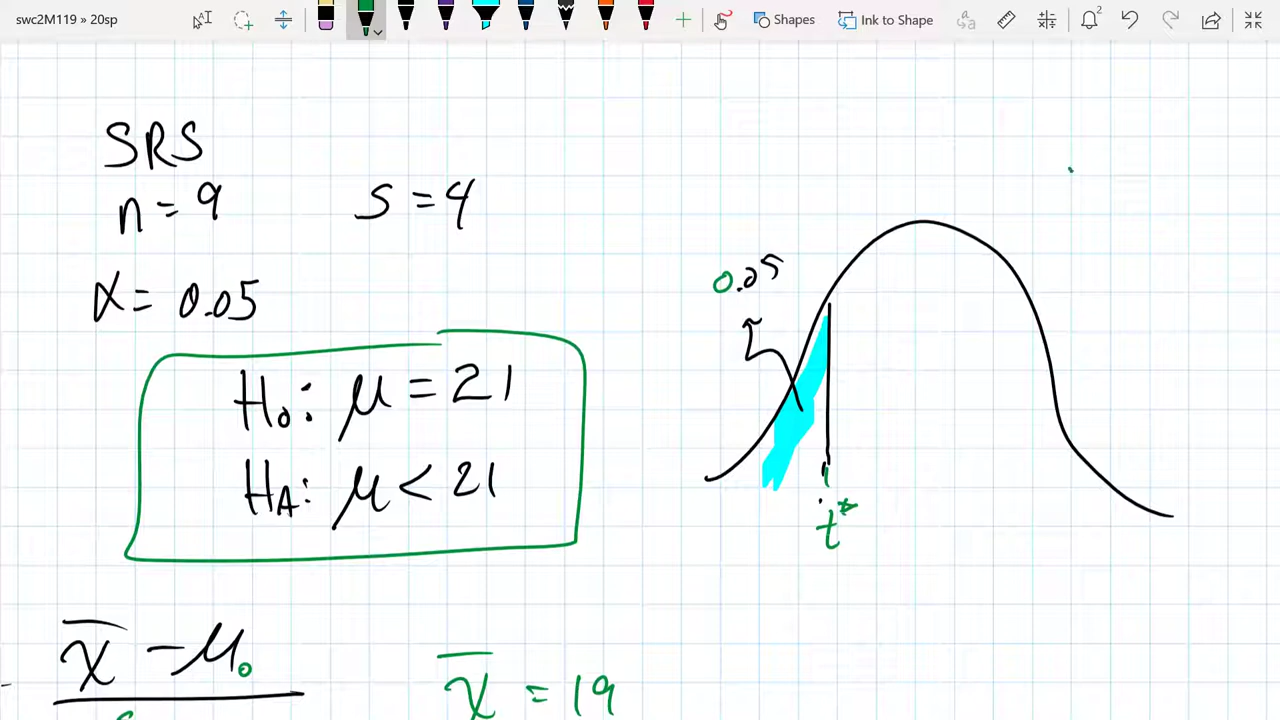 swc2M119 » 20sp
Shapes
Ink to Shape
2
SRS
n = 9
s = 4
α = 0.05
H₀: μ = 21
Hₐ: μ < 21
0.05
t*
x̄ - μ₀
x̄ = 19